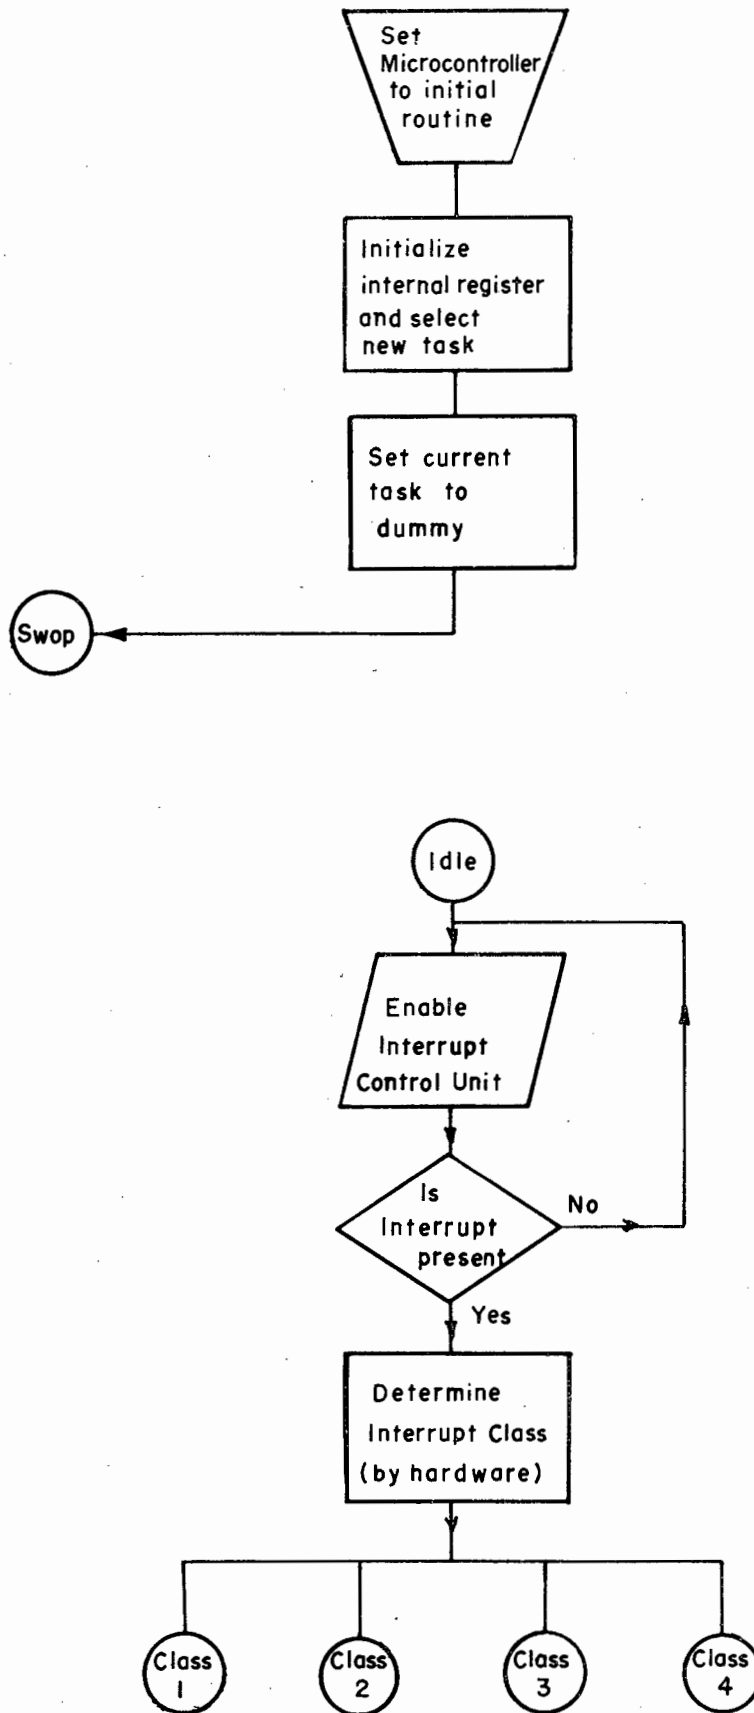 Set
Microcontroller
to initial
routine
Initialize
internal register
and select
new task
Set current
task to
dummy
Swop
Idle
Enable
Interrupt
Control Unit
Is
Interrupt
present
No
Yes
Determine
Interrupt Class
(by hardware)
Class
1
Class
2
Class
3
Class
4